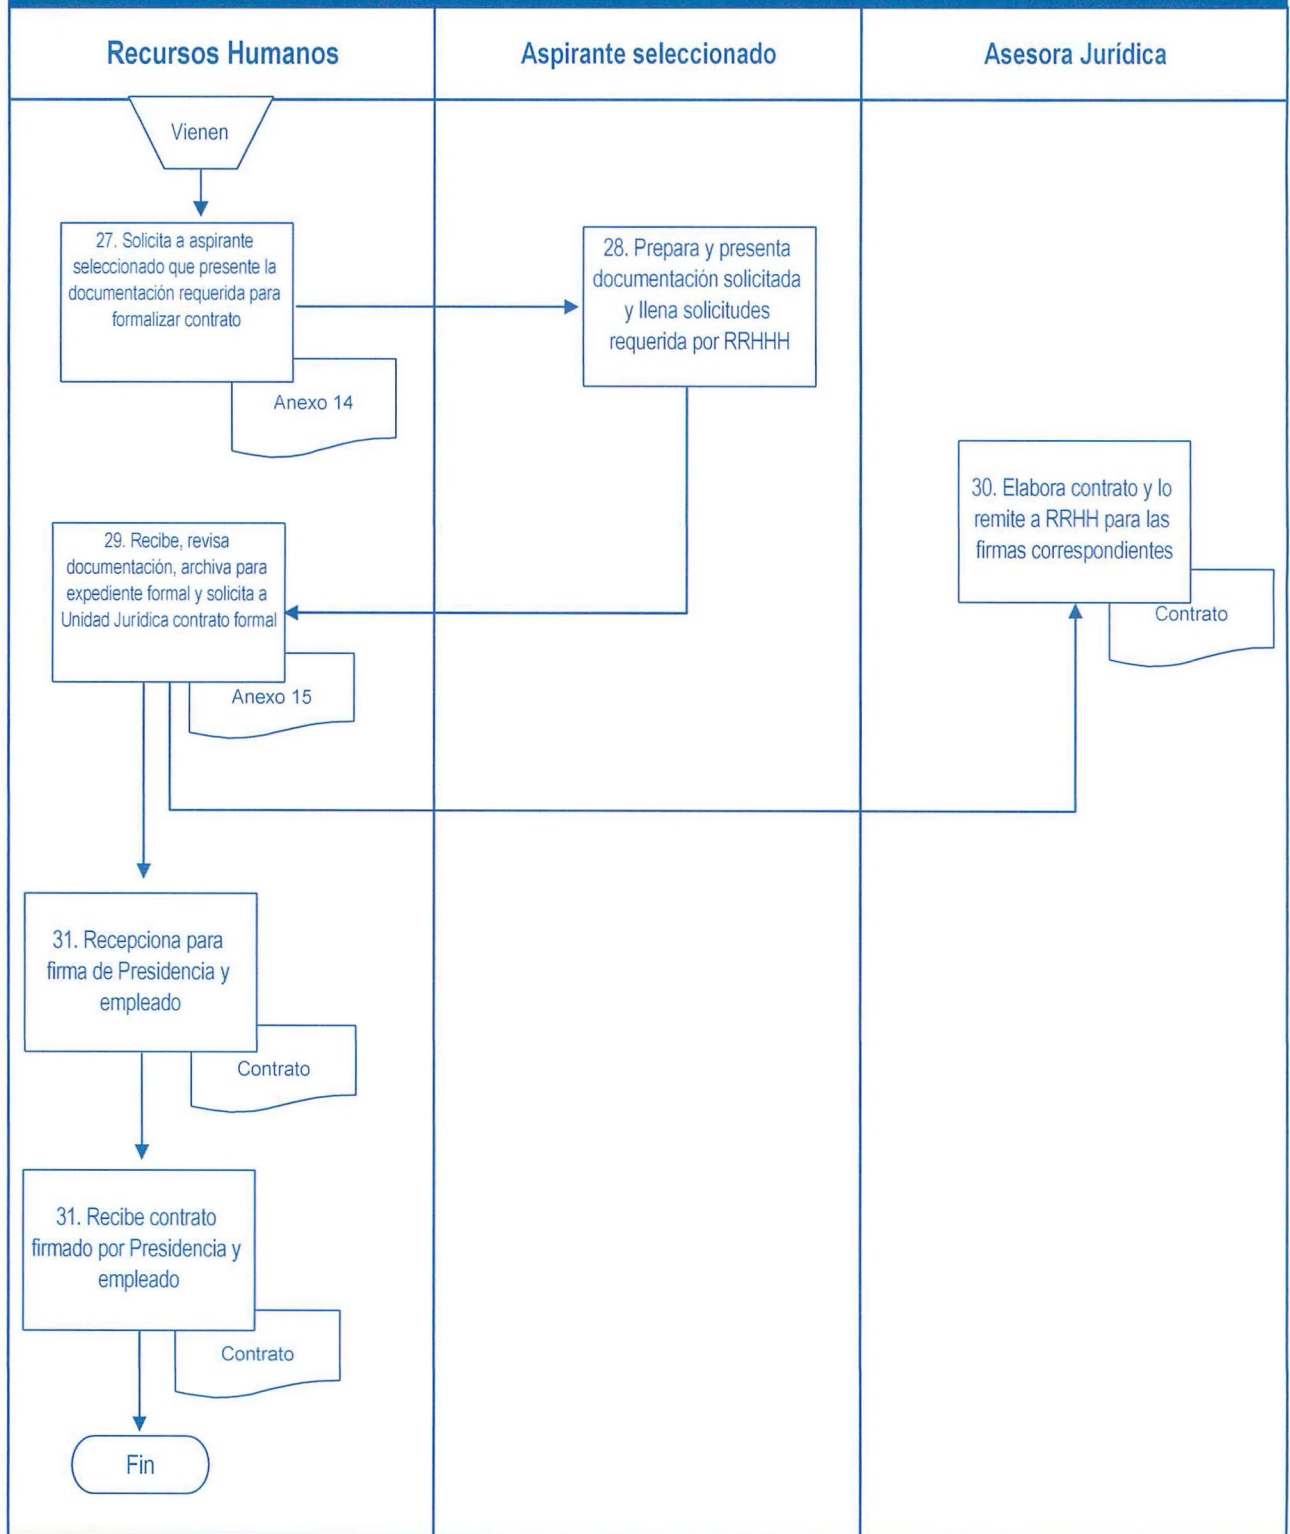 Recursos Humanos
Aspirante seleccionado
Asesora Jurídica
Vienen
27. Solicita a aspirante
seleccionado que presente la
documentación requerida para
formalizar contrato
Anexo 14
28. Prepara y presenta
documentación solicitada
y llena solicitudes
requerida por RRHHH
29. Recibe, revisa
documentación, archiva para
expediente formal y solicita a
Unidad Jurídica contrato formal
Anexo 15
30. Elabora contrato y lo
remite a RRHH para las
firmas correspondientes
Contrato
31. Recepciona para
firma de Presidencia y
empleado
Contrato
31. Recibe contrato
firmado por Presidencia y
empleado
Contrato
Fin